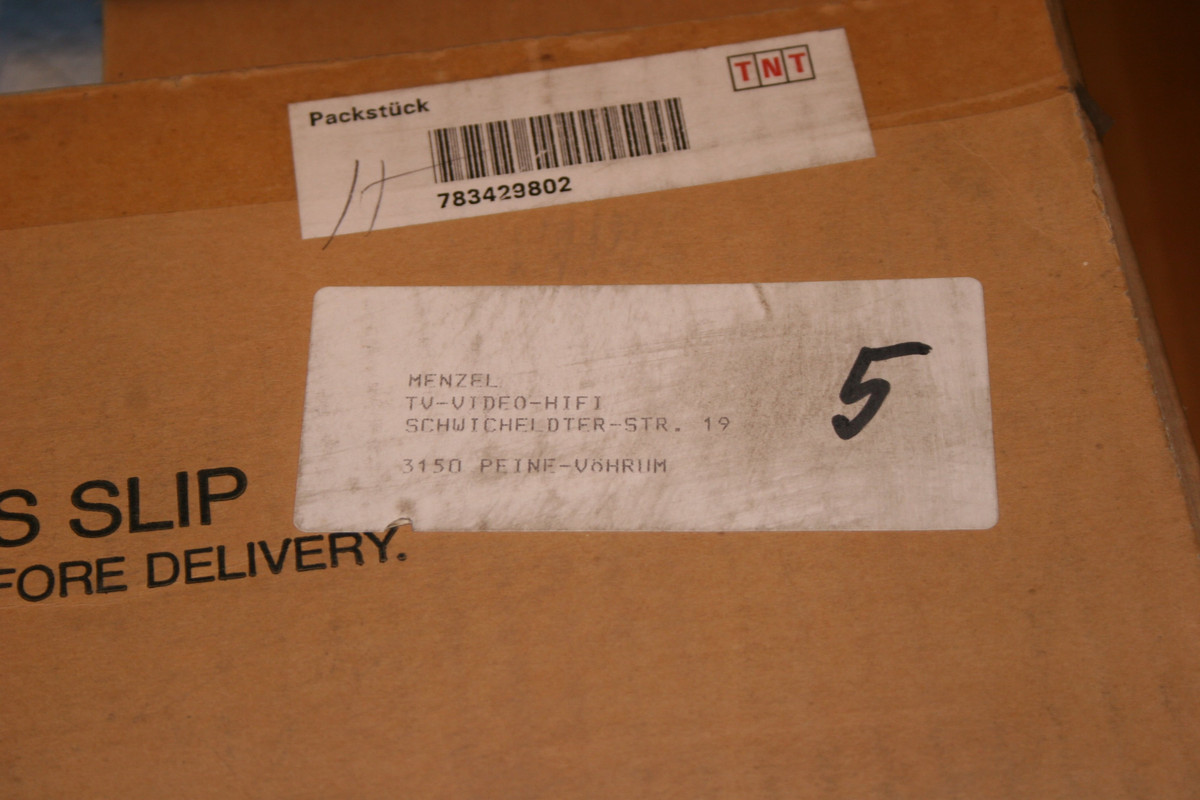 TNT
Packstück
783429802
MENZEL
TV-VIDEO-HIFI
SCHWICHELDTER-STR. 19
5
3150 PEINE-VöHRUM
S SLIP
FORE DELIVERY.